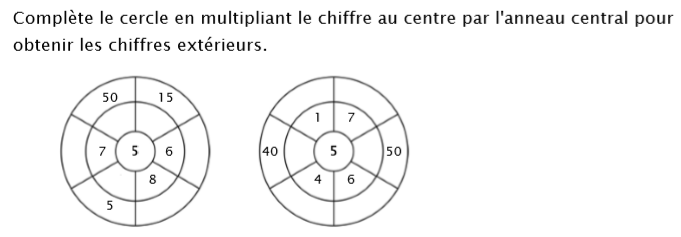 Complète le cercle en multipliant le chiffre au centre par l'anneau central pour
obtenir les chiffres extérieurs.
50 15
7 5 6
8
5
1 7
40 5 50
4 6